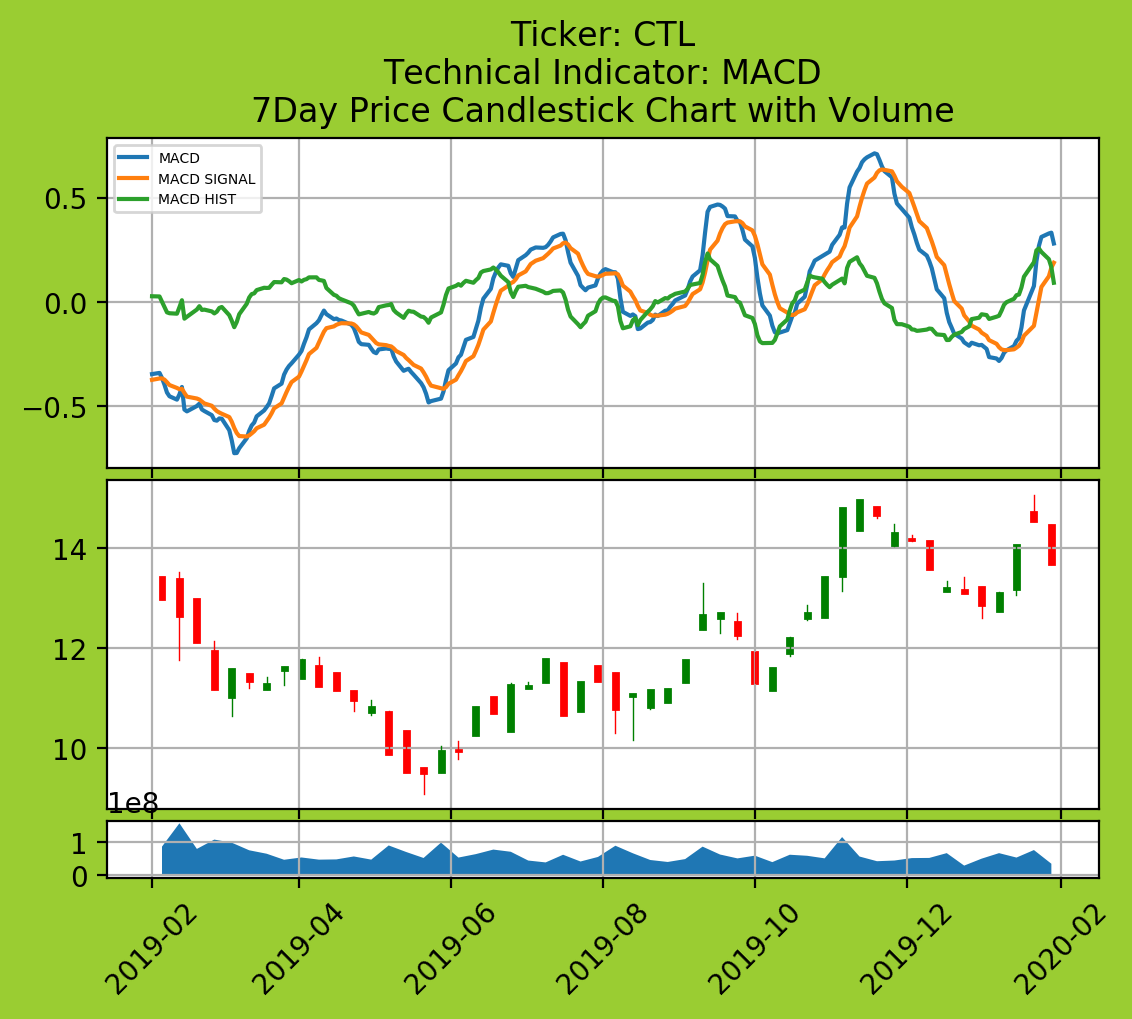 Ticker: CTL
Technical Indicator: MACD
7Day Price Candlestick Chart with Volume
MACD
MACD SIGNAL
MACD HIST
0.5
0.0
−0.5
14
12
10
1e8
1
0
2019-02
2019-04
2019-06
2019-08
2019-10
2019-12
2020-02